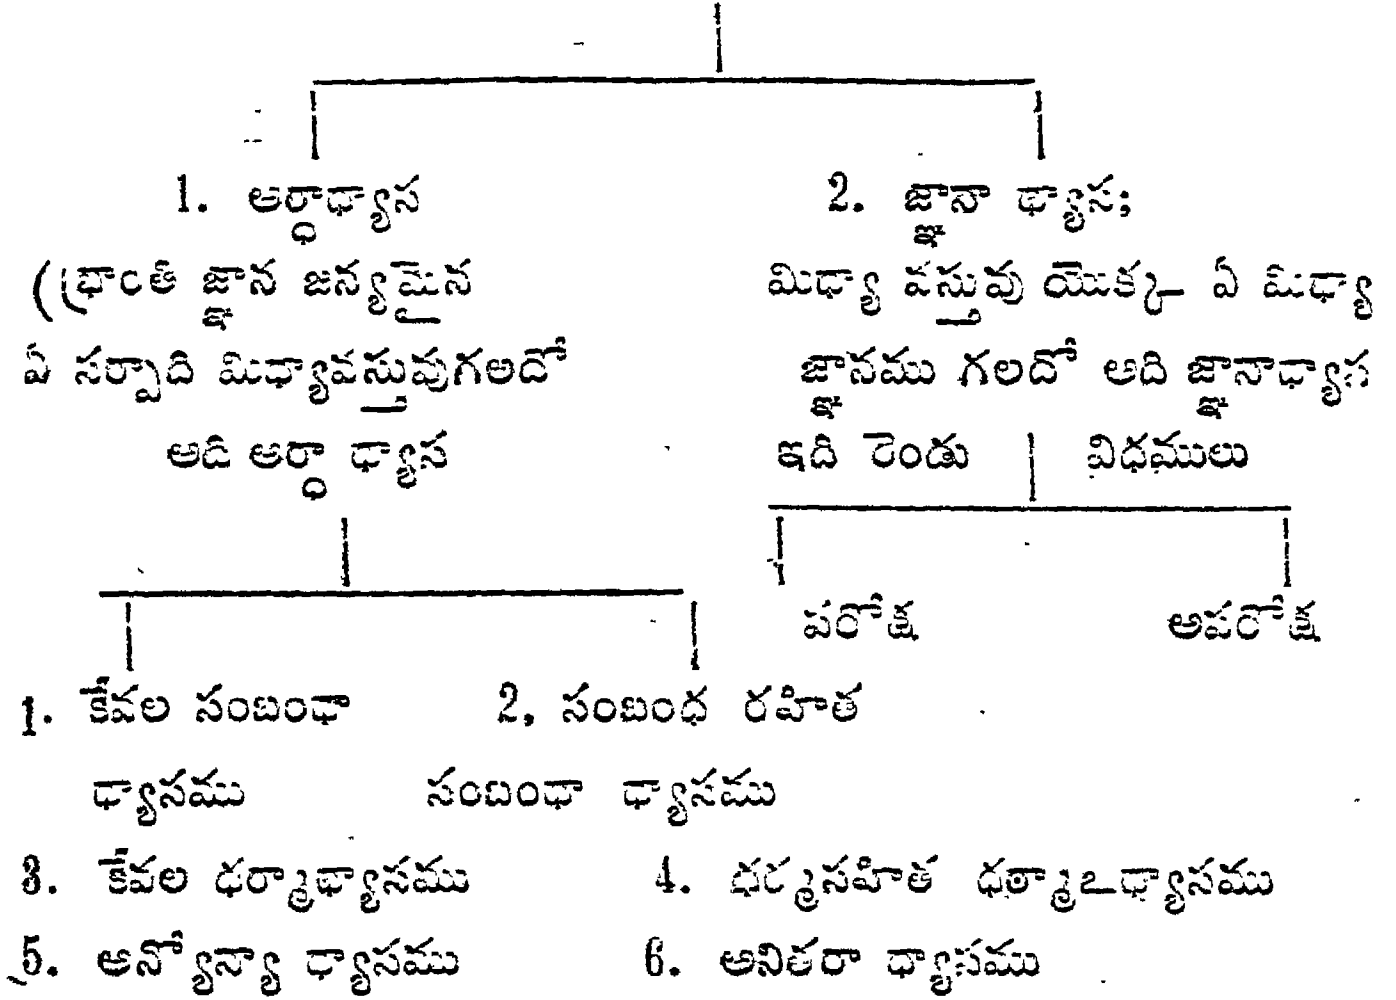 1. అర్ధాధ్యాస
2. జ్ఞానా ధ్యాస;
((భ్రాంతి జ్ఞాన జన్యమైన
మిధ్యా వస్తువు యొక్క ఏ మిధ్యా
ఏ సర్పాది మిధ్యావస్తువుగలదో
జ్ఞానము గలదో అది జ్ఞానాధ్యాస
అది అర్ధా ధ్యాస
ఇది రెండు విధములు
పరోక్ష
అపరోక్ష
1. కేవల సంబంధా
2, సంబంధ రహిత
ధ్యాసము
సంబంధా ధ్యాసము
3. కేవల ధర్మాధ్యాసము
4. ధర్మసహిత ధర్మాఽధ్యాసము
5. అన్యోన్యా ధ్యాసము
6. అనితరా ధ్యాసము